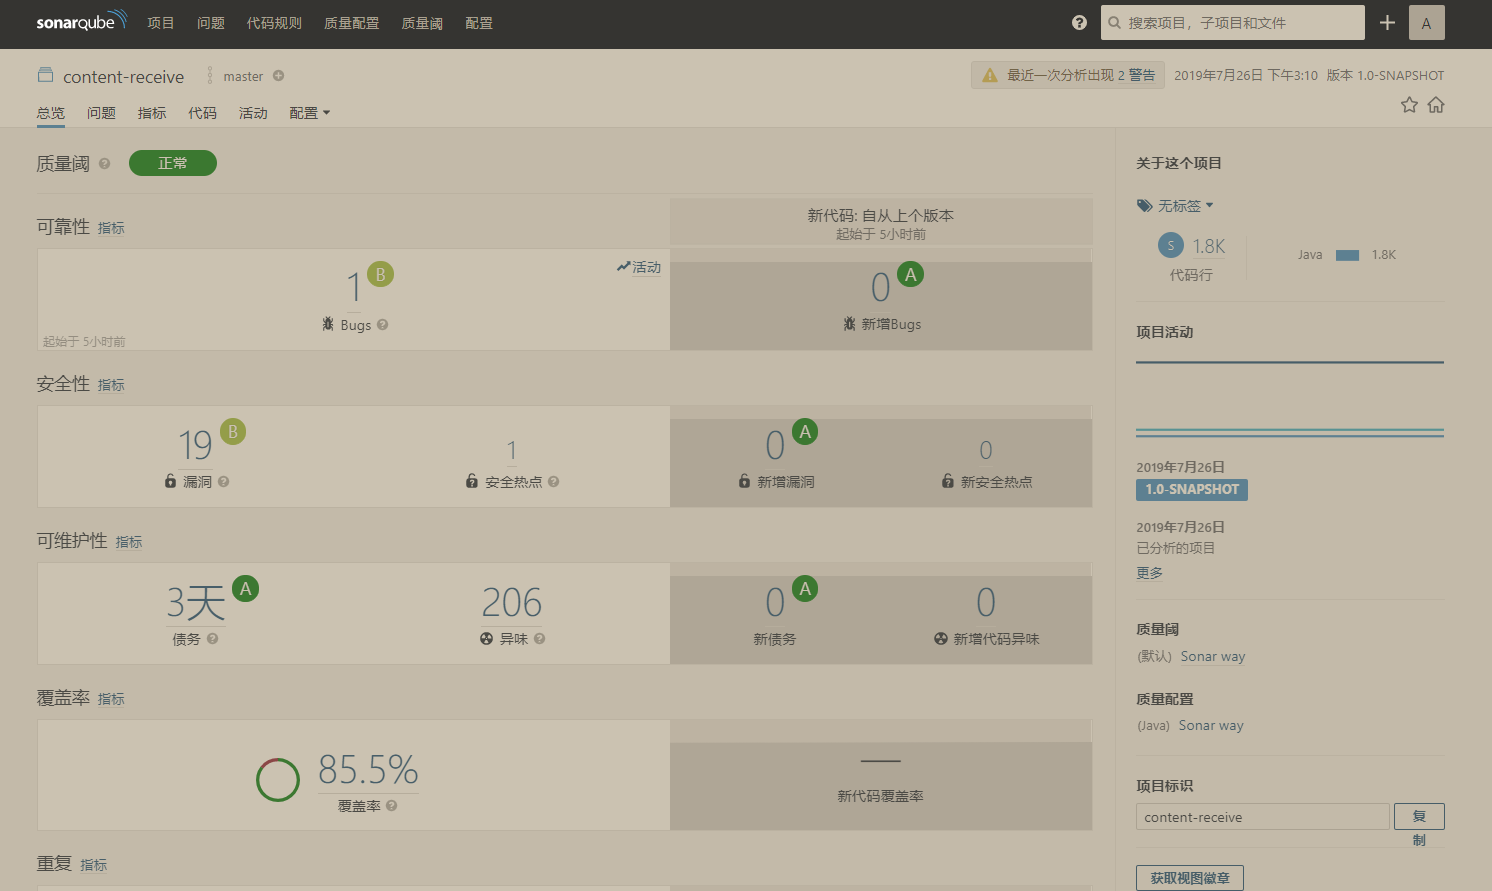 sonarqube 项目 问题 代码规则 质量配置 质量阈 配置 ? 搜索项目，子项目和文件 + A
content-receive master 最近一次分析出现 2 警告 2019年7月26日 下午3:10 版本 1.0-SNAPSHOT
总览 问题 指标 代码 活动 配置
质量阈 ? 正常
可靠性 指标
新代码: 自从上个版本
起始于 5小时前
1 B
活动
Bugs ?
起始于 5小时前
0 A
新增Bugs
安全性 指标
19 B
漏洞 ?
1
安全热点 ?
0 A
新增漏洞
0
新安全热点
可维护性 指标
3天 A
债务 ?
206
异味 ?
0 A
新债务
0
新增代码异味
覆盖率 指标
85.5%
覆盖率 ?
—
新代码覆盖率
重复 指标
关于这个项目
无标签
S 1.8K
代码行
Java 1.8K
项目活动
2019年7月26日
1.0-SNAPSHOT
2019年7月26日
已分析的项目
更多
质量阈
(默认) Sonar way
质量配置
(Java) Sonar way
项目标识
content-receive 复
制
获取视图徽章